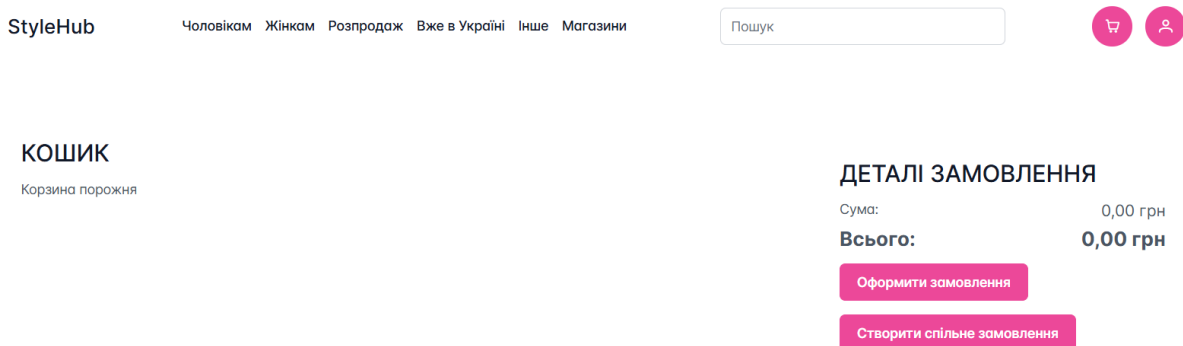 StyleHub
Чоловікам Жінкам Розпродаж Вже в Україні Інше Магазини
Пошук
КОШИК
Корзина порожня
ДЕТАЛІ ЗАМОВЛЕННЯ
Сума: 0,00 грн
Всього: 0,00 грн
Оформити замовлення
Створити спільне замовлення